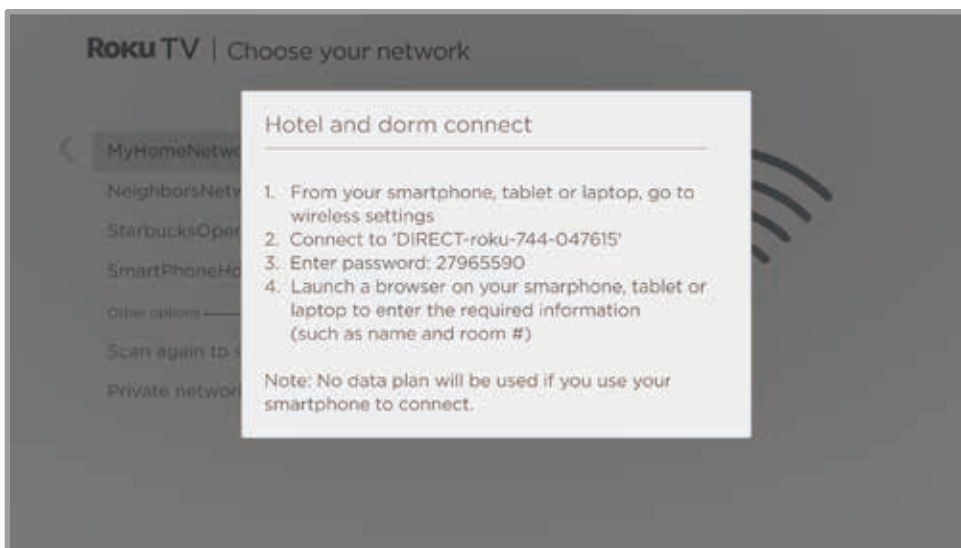 Roku TV | Choose your network
Hotel and dorm connect
MyHomeNetwo
NeighborsNetw
StarbucksOper
SmartPhoneHo
Other options
Scan again to s
Private networ
1. From your smartphone, tablet or laptop, go to
wireless settings
2. Connect to 'DIRECT-roku-744-047615'
3. Enter password: 27965590
4. Launch a browser on your smarphone, tablet or
laptop to enter the required information
(such as name and room #)
Note: No data plan will be used if you use your
smartphone to connect.